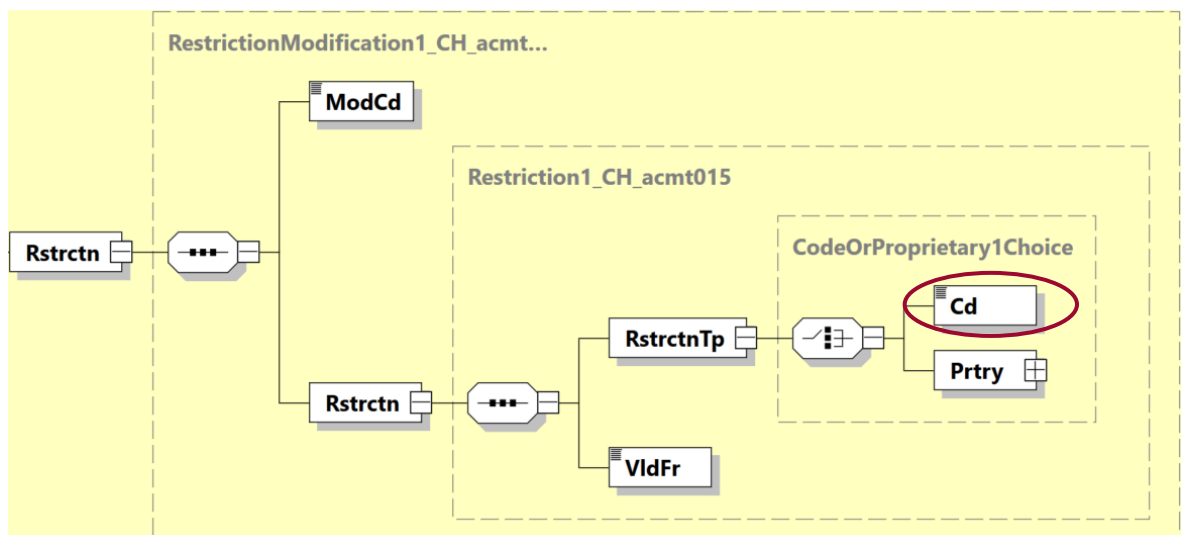 RestrictionModification1_CH_acmt...
ModCd
Restriction1_CH_acmt015
CodeOrProprietary1Choice
Rstrctn
Cd
RstrctnTp
Prtry
Rstrctn
VldFr